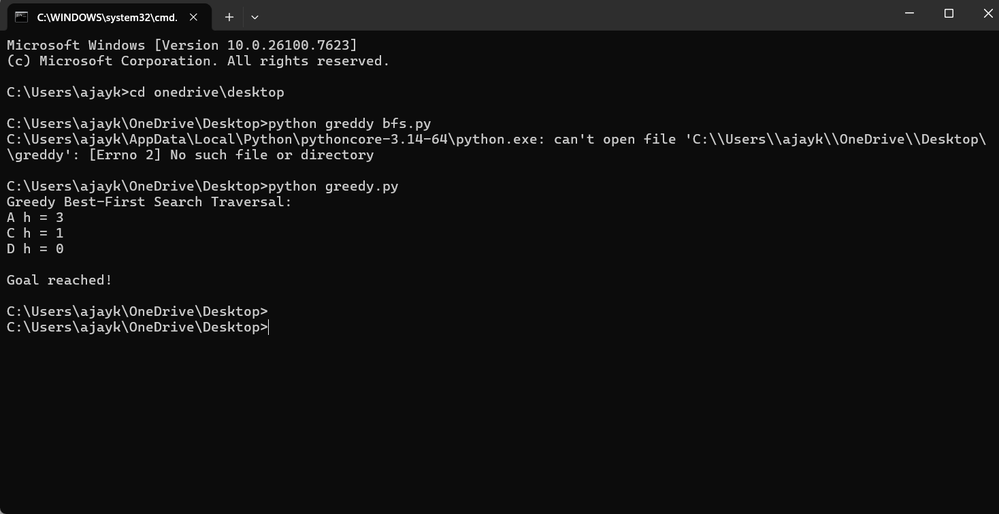 C:\WINDOWS\system32\cmd.
Microsoft Windows [Version 10.0.26100.7623]
(c) Microsoft Corporation. All rights reserved.
C:\Users\ajayk>cd onedrive\desktop
C:\Users\ajayk\OneDrive\Desktop>python greddy bfs.py
C:\Users\ajayk\AppData\Local\Python\pythoncore-3.14-64\python.exe: can't open file 'C:\\Users\\ajayk\\OneDrive\\Desktop\
\greddy': [Errno 2] No such file or directory
C:\Users\ajayk\OneDrive\Desktop>python greedy.py
Greedy Best-First Search Traversal:
A h = 3
C h = 1
D h = 0
Goal reached!
C:\Users\ajayk\OneDrive\Desktop>
C:\Users\ajayk\OneDrive\Desktop>